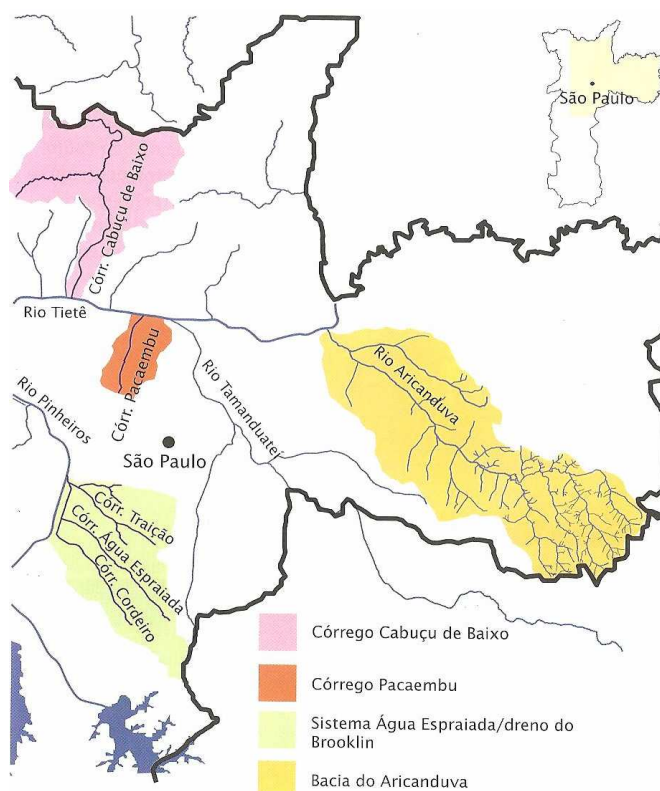 São Paulo
Córr. Cabuçu de Baixo
Rio Tietê
Córr. Pacaembu
Rio Aricanduva
Rio Tamanduateí
Rio Pinheiros
São Paulo
Córr. Traição
Córr. Água Espraiada
Córr. Cordeiro
Córrego Cabuçu de Baixo
Córrego Pacaembu
Sistema Água Espraiada/dreno do
Brooklin
Bacia do Aricanduva